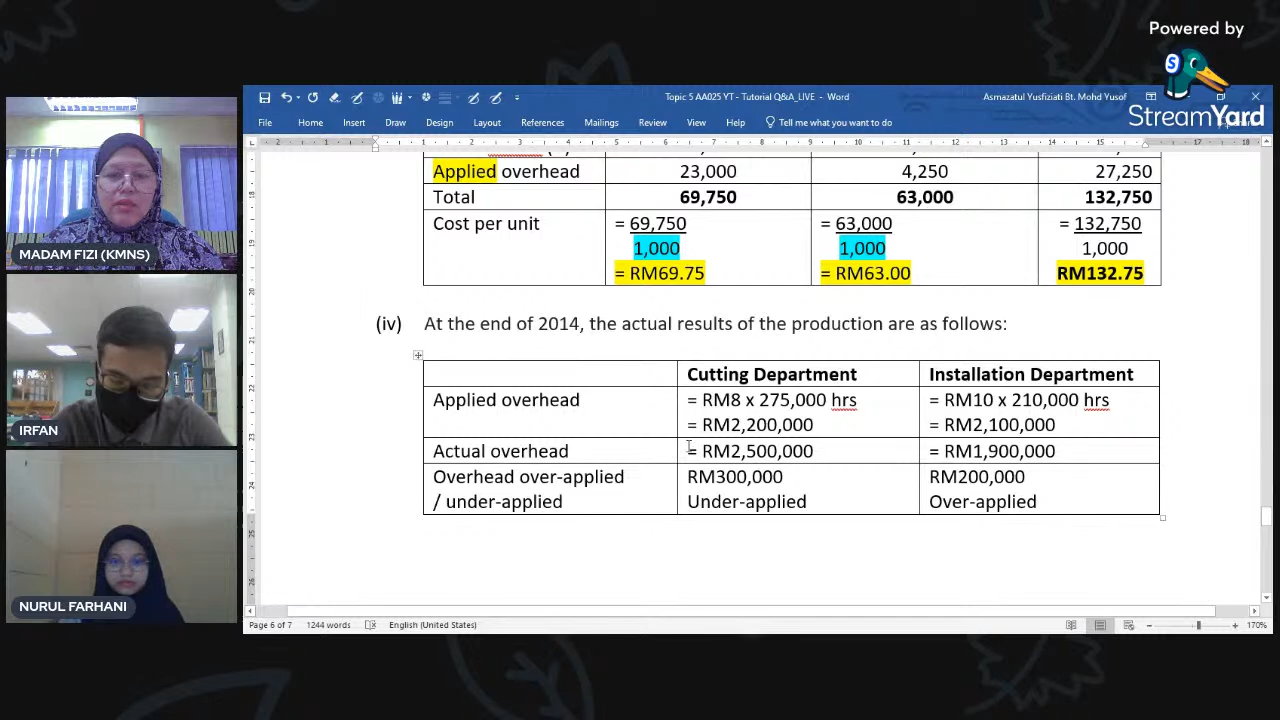 Powered by
S
StreamYard
Topic 5 AA025 YT - Tutorial Q&A_LIVE - Word
Asmazatul Yusfiziati Bt. Mohd Yusof
File Home Insert Draw Design Layout References Mailings Review View Help Tell me what you want to do
Applied overhead 23,000 4,250 27,250
Total 69,750 63,000 132,750
Cost per unit = 69,750 = 63,000 = 132,750
1,000 1,000 1,000
= RM69.75 = RM63.00 RM132.75
(iv) At the end of 2014, the actual results of the production are as follows:
Cutting Department Installation Department
Applied overhead = RM8 x 275,000 hrs = RM10 x 210,000 hrs
= RM2,200,000 = RM2,100,000
Actual overhead = RM2,500,000 = RM1,900,000
Overhead over-applied RM300,000 RM200,000
/ under-applied Under-applied Over-applied
Page 6 of 7 1244 words English (United States) 170%
MADAM FIZI (KMNS)
IRFAN
NURUL FARHANI